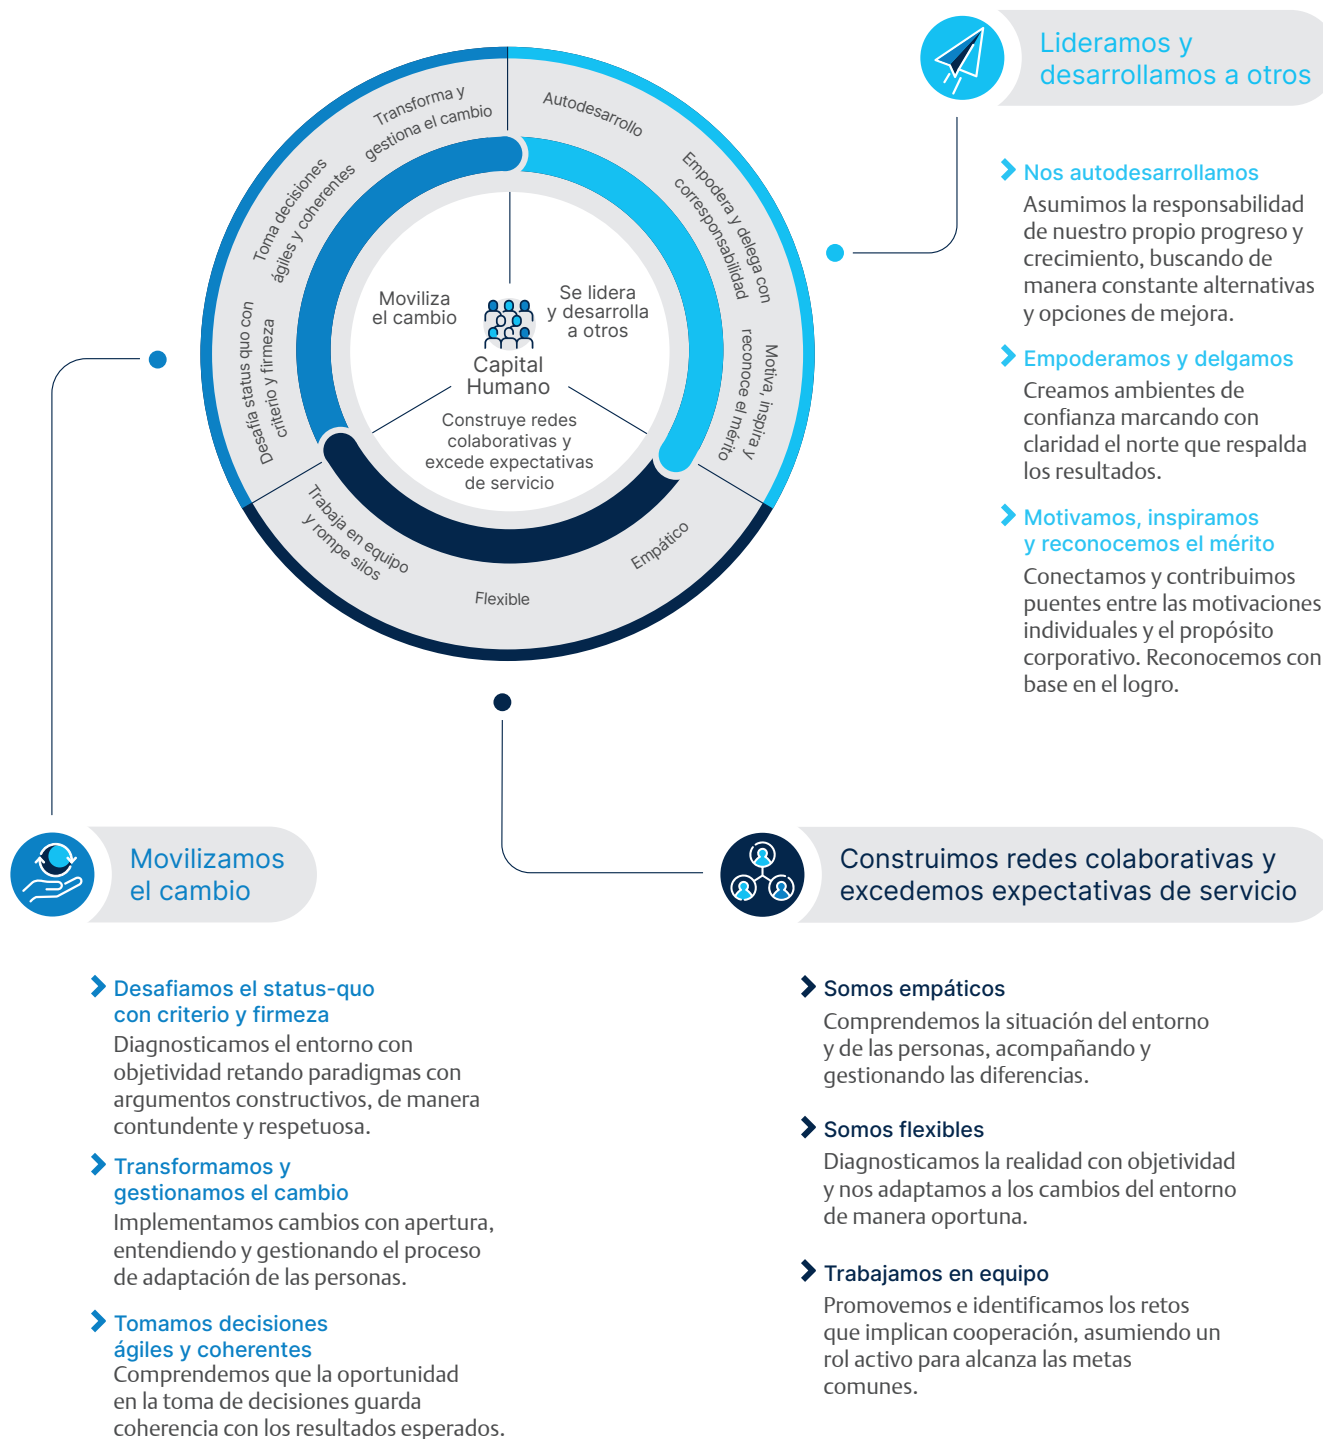 Lideramos y
desarrollamos a otros
Transforma y
gestiona el cambio
Autodesarrollo
Toma decisiones
ágiles y coherentes
Empodera y delega con
corresponsabilidad
Desafía status quo con
criterio y firmeza
Motiva, inspira y
reconoce el mérito
Moviliza
el cambio
Se lidera
y desarrolla
a otros
Capital
Humano
Construye redes
colaborativas y
excede expectativas
de servicio
Trabaja en equipo
y rompe silos
Flexible
Empático
Nos autodesarrollamos
Asumimos la responsabilidad
de nuestro propio progreso y
crecimiento, buscando de
manera constante alternativas
y opciones de mejora.
Empoderamos y delgamos
Creamos ambientes de
confianza marcando con
claridad el norte que respalda
los resultados.
Motivamos, inspiramos
y reconocemos el mérito
Conectamos y contribuimos
puentes entre las motivaciones
individuales y el propósito
corporativo. Reconocemos con
base en el logro.
Movilizamos
el cambio
Desafiamos el status-quo
con criterio y firmeza
Diagnosticamos el entorno con
objetividad retando paradigmas con
argumentos constructivos, de manera
contundente y respetuosa.
Transformamos y
gestionamos el cambio
Implementamos cambios con apertura,
entendiendo y gestionando el proceso
de adaptación de las personas.
Tomamos decisiones
ágiles y coherentes
Comprendemos que la oportunidad
en la toma de decisiones guarda
coherencia con los resultados esperados.
Construimos redes colaborativas y
excedemos expectativas de servicio
Somos empáticos
Comprendemos la situación del entorno
y de las personas, acompañando y
gestionando las diferencias.
Somos flexibles
Diagnosticamos la realidad con objetividad
y nos adaptamos a los cambios del entorno
de manera oportuna.
Trabajamos en equipo
Promovemos e identificamos los retos
que implican cooperación, asumiendo un
rol activo para alcanza las metas
comunes.